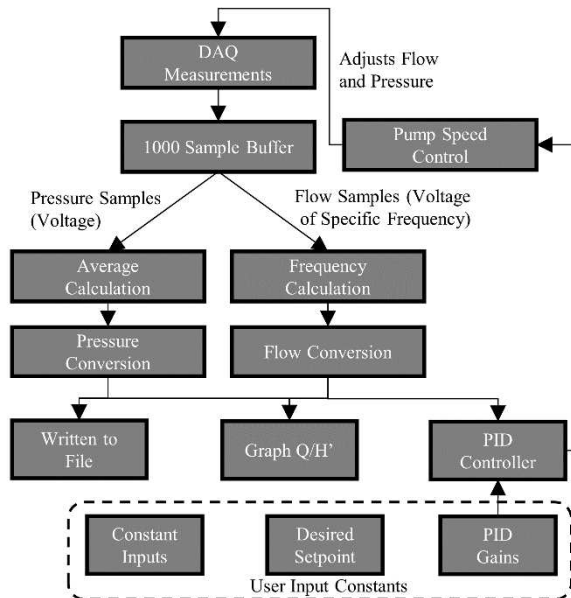 DAQ
Measurements
Adjusts Flow
and Pressure
1000 Sample Buffer
Pump Speed
Control
Pressure Samples
(Voltage)
Flow Samples (Voltage
of Specific Frequency)
Average
Calculation
Frequency
Calculation
Pressure
Conversion
Flow Conversion
Written to
File
Graph Q/H’
PID
Controller
Constant
Inputs
Desired
Setpoint
PID
Gains
User Input Constants